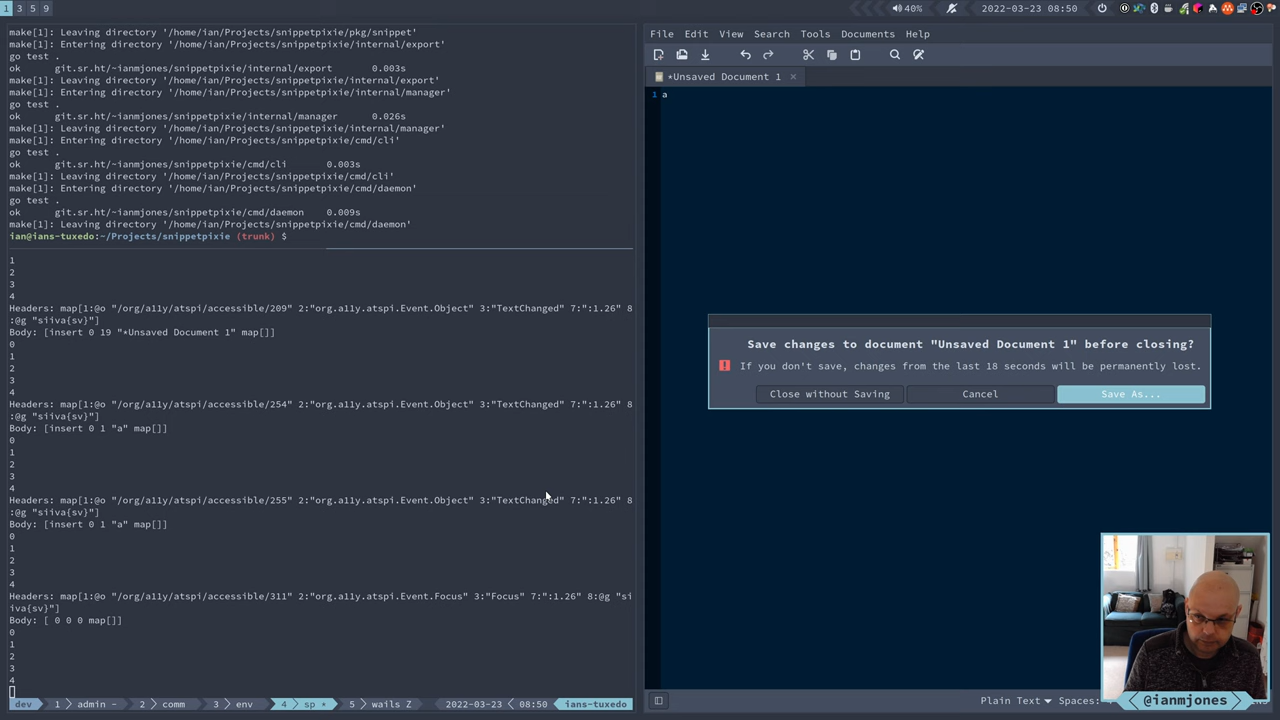 1 3 5 9
40%
2022-03-23 08:50
make[1]: Leaving directory '/home/ian/Projects/snippetpixie/pkg/snippet'
make[1]: Entering directory '/home/ian/Projects/snippetpixie/internal/export'
go test .
ok git.sr.ht/~ianmjones/snippetpixie/internal/export 0.003s
make[1]: Leaving directory '/home/ian/Projects/snippetpixie/internal/export'
make[1]: Entering directory '/home/ian/Projects/snippetpixie/internal/manager'
go test .
ok git.sr.ht/~ianmjones/snippetpixie/internal/manager 0.026s
make[1]: Leaving directory '/home/ian/Projects/snippetpixie/internal/manager'
make[1]: Entering directory '/home/ian/Projects/snippetpixie/cmd/cli'
go test .
ok git.sr.ht/~ianmjones/snippetpixie/cmd/cli 0.003s
make[1]: Leaving directory '/home/ian/Projects/snippetpixie/cmd/cli'
make[1]: Entering directory '/home/ian/Projects/snippetpixie/cmd/daemon'
go test .
ok git.sr.ht/~ianmjones/snippetpixie/cmd/daemon 0.009s
make[1]: Leaving directory '/home/ian/Projects/snippetpixie/cmd/daemon'
ian@ians-tuxedo:~/Projects/snippetpixie (trunk) $
1
2
3
4
Headers: map[1:@o "/org/a11y/atspi/accessible/209" 2:"org.a11y.atspi.Event.Object" 3:"TextChanged" 7:":1.26" 8
:@g "siiva{sv}"]
Body: [insert 0 19 "*Unsaved Document 1" map[]]
0
1
2
3
4
Headers: map[1:@o "/org/a11y/atspi/accessible/254" 2:"org.a11y.atspi.Event.Object" 3:"TextChanged" 7:":1.26" 8
:@g "siiva{sv}"]
Body: [insert 0 1 "a" map[]]
0
1
2
3
4
Headers: map[1:@o "/org/a11y/atspi/accessible/255" 2:"org.a11y.atspi.Event.Object" 3:"TextChanged" 7:":1.26" 8
:@g "siiva{sv}"]
Body: [insert 0 1 "a" map[]]
0
1
2
3
4
Headers: map[1:@o "/org/a11y/atspi/accessible/311" 2:"org.a11y.atspi.Event.Focus" 3:"Focus" 7:":1.26" 8:@g "si
iva{sv}"]
Body: [ 0 0 0 map[]]
0
1
2
3
4
dev 1 admin - 2 comm 3 env 4 sp * 5 wails Z 2022-03-23 08:50 ians-tuxedo
File Edit View Search Tools Documents Help
*Unsaved Document 1 ×
1 a
Save changes to document "Unsaved Document 1" before closing?
If you don't save, changes from the last 18 seconds will be permanently lost.
Close without Saving Cancel Save As...
Plain Text Spaces:
@ianmjones